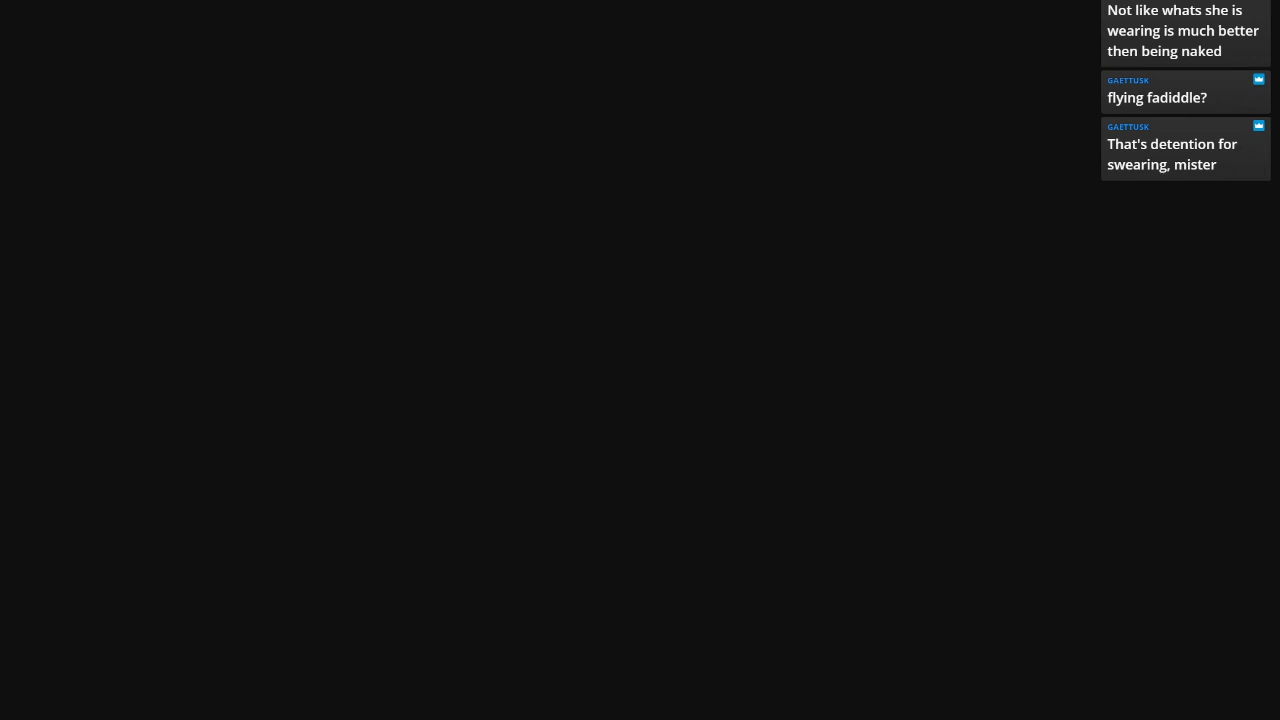 Not like whats she is
wearing is much better
then being naked
GAETTUSK
flying fadiddle?
GAETTUSK
That's detention for
swearing, mister